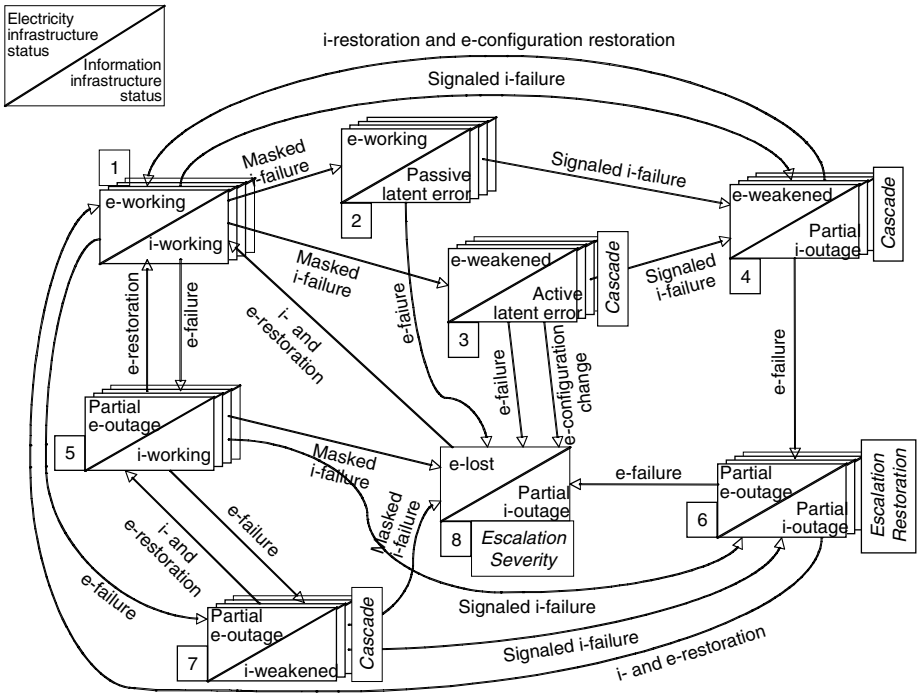 Electricity
infrastructure
status
Information
infrastructure
status
i-restoration and e-configuration restoration
Signaled i-failure
1
e-working
i-working
Masked
i-failure
e-working
Passive
latent error
2
Signaled i-failure
e-weakened
Partial
i-outage
Cascade
4
Masked
i-failure
e-weakened
Active
latent error
Cascade
3
Signaled
i-failure
e-restoration
e-failure
i- and
e-restoration
e-faiure
e-failure
e-configuration
change
e-failure
Partial
e-outage
i-working
5
Masked
i-failure
e-lost
Partial
i-outage
8
Escalation
Severity
e-failure
Partial
e-outage
Partial
i-outage
6
Escalation
Restoration
e-failure
i- and
e-restoration
Masked
i-failure
e-failure
Partial
e-outage
i-weakened
7
Cascade
Signaled i-failure
Signaled i-failure
i- and e-restoration